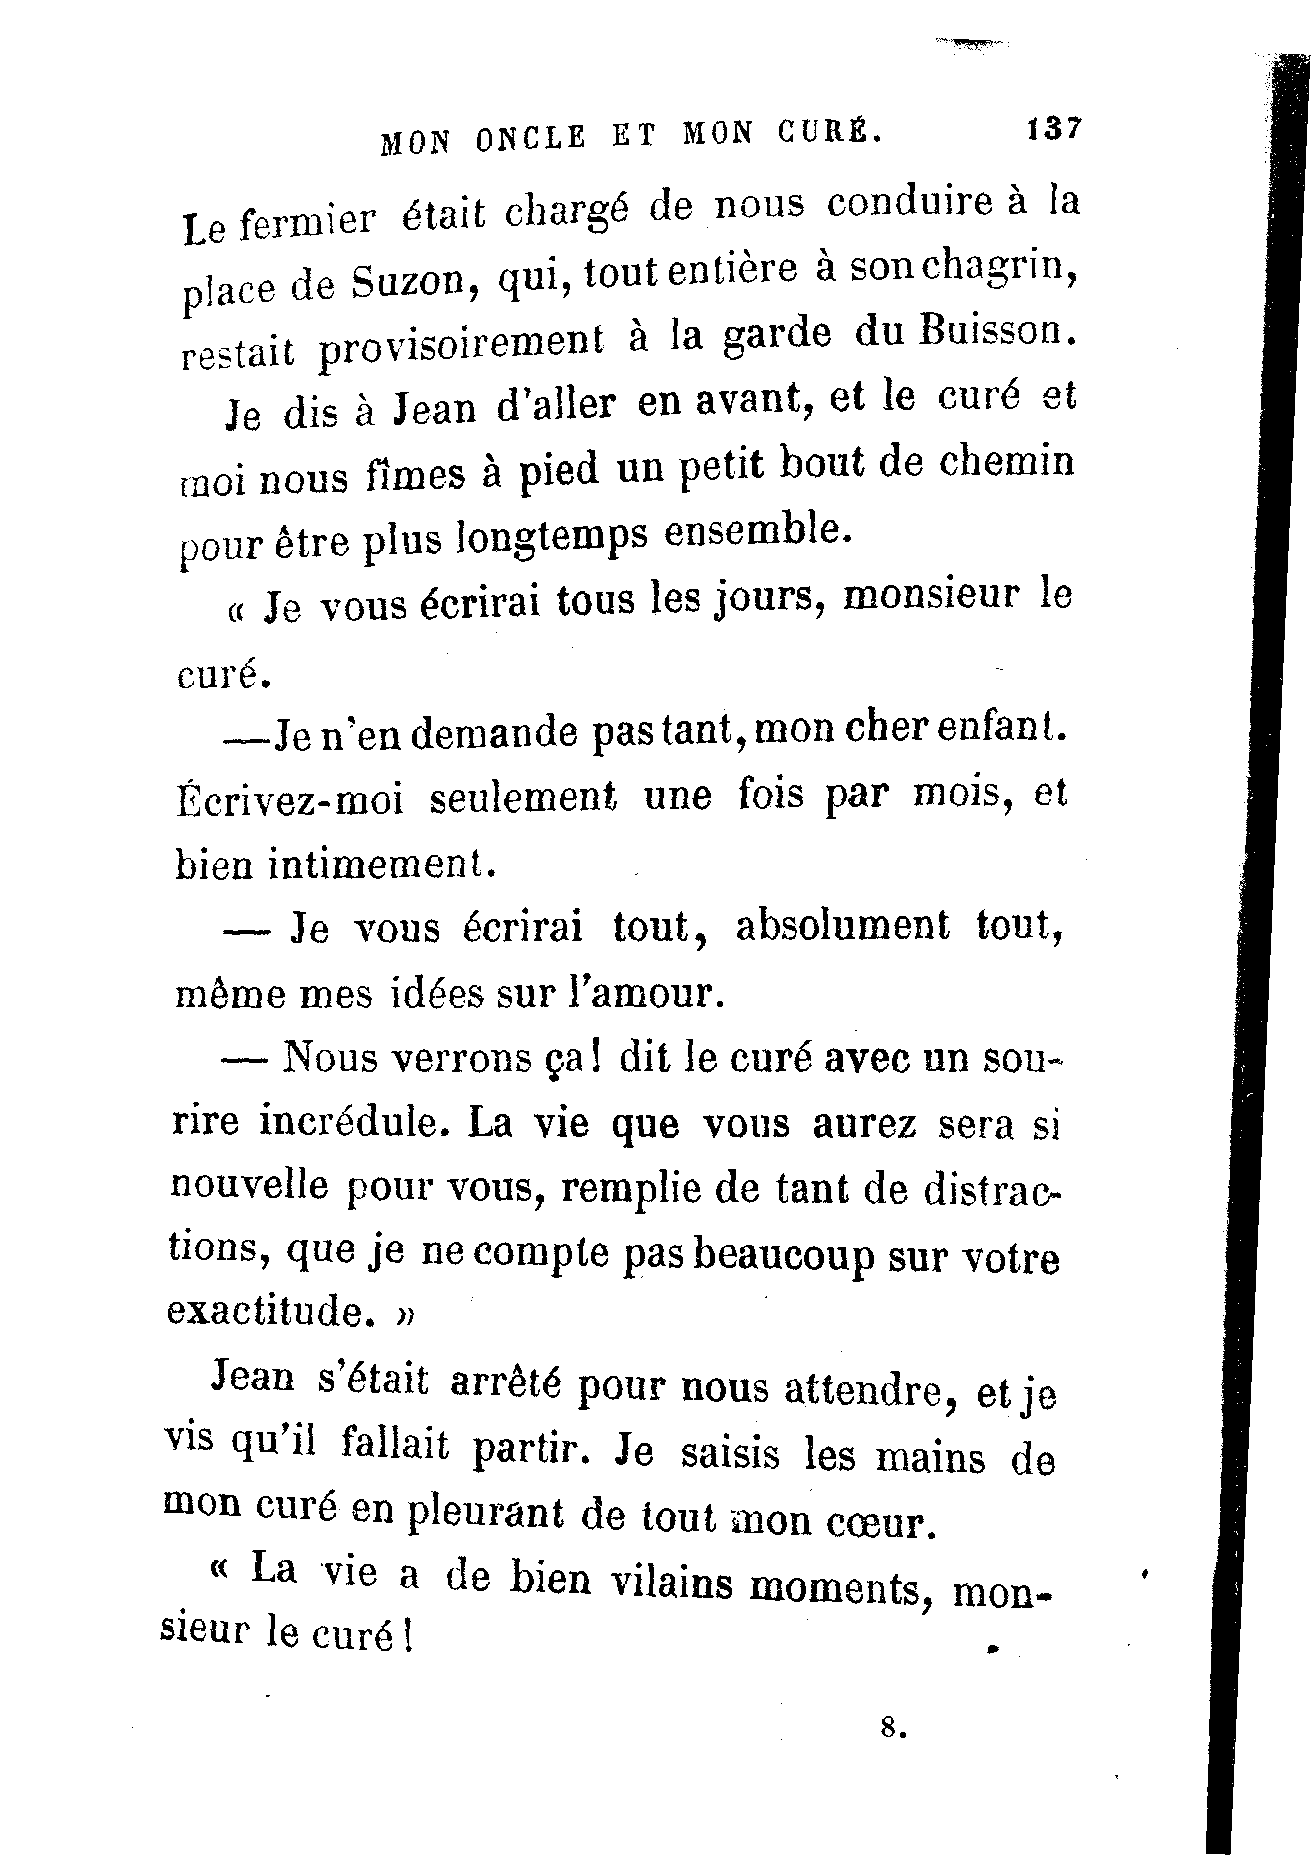 MON ONCLE ET MON CURÉ. 137
Le fermier était chargé de nous conduire à la
place de Suzon, qui, tout entière à son chagrin,
restait provisoirement à la garde du Buisson.
Je dis à Jean d'aller en avant, et le curé et
moi nous fîmes à pied un petit bout de chemin
pour être plus longtemps ensemble.
« Je vous écrirai tous les jours, monsieur le
curé.
— Je n'en demande pas tant, mon cher enfant.
Écrivez-moi seulement une fois par mois, et
bien intimement.
— Je vous écrirai tout, absolument tout,
même mes idées sur l'amour.
— Nous verrons ça! dit le curé avec un sou-
rire incrédule. La vie que vous aurez sera si
nouvelle pour vous, remplie de tant de distrac-
tions, que je ne compte pas beaucoup sur votre
exactitude. »
Jean s'était arrêté pour nous attendre, et je
vis qu'il fallait partir. Je saisis les mains de
mon curé en pleurant de tout mon cœur.
« La vie a de bien vilains moments, mon-
sieur le curé !
8.